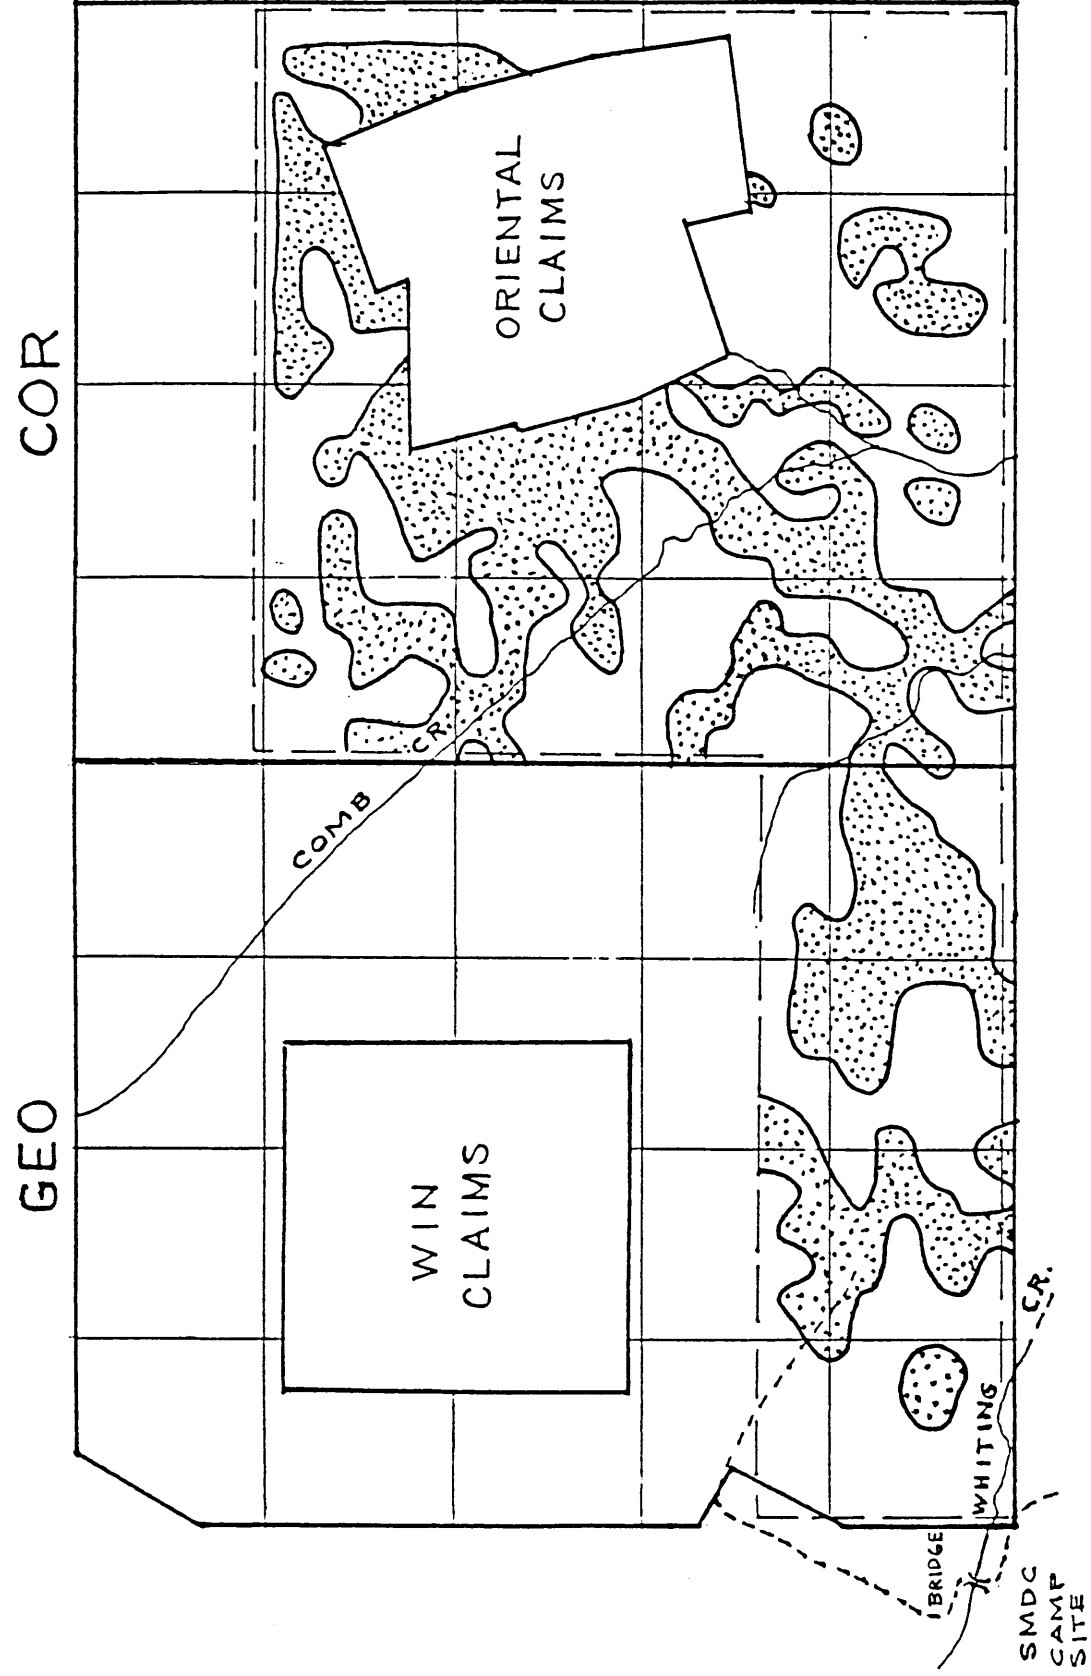 COR
GEO
ORIENTAL
CLAIMS
COMB
CR
WIN
CLAIMS
WHITING
CR.
BRIDGE
SMDC
CAMP
SITE